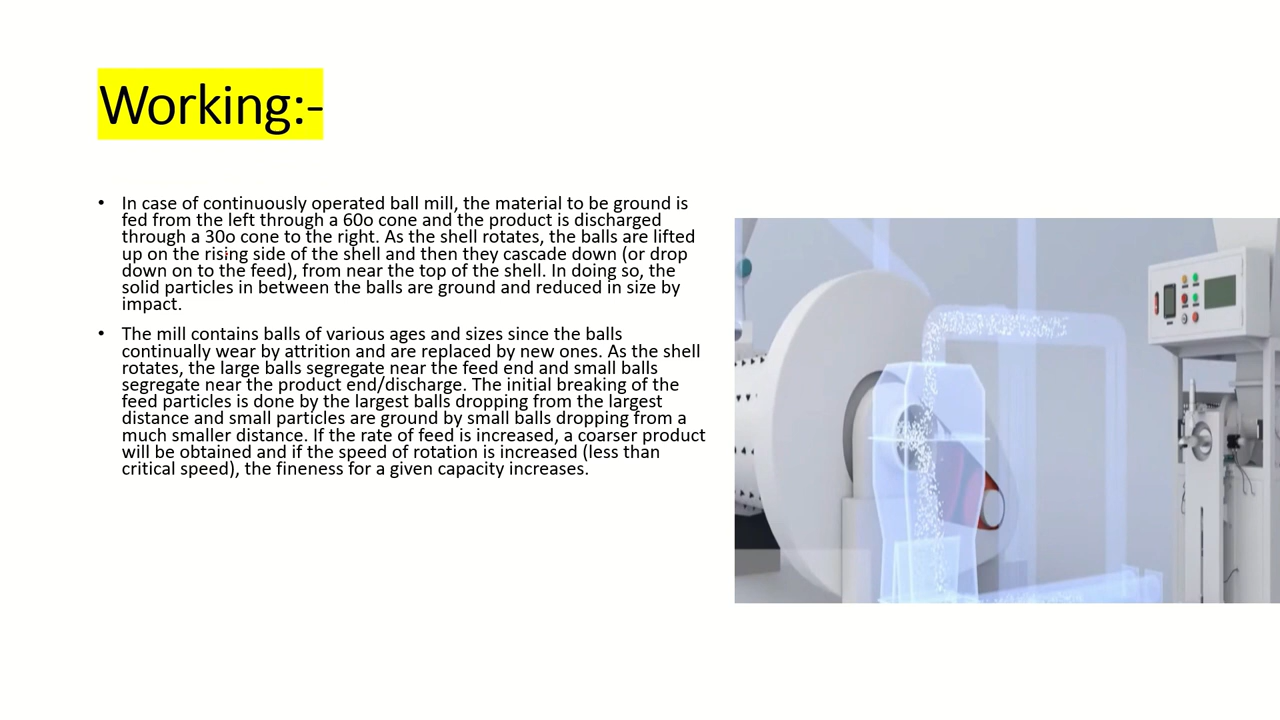 Working:-
• In case of continuously operated ball mill, the material to be ground is
fed from the left through a 60o cone and the product is discharged
through a 30o cone to the right. As the shell rotates, the balls are lifted
up on the rising side of the shell and then they cascade down (or drop
down on to the feed), from near the top of the shell. In doing so, the
solid particles in between the balls are ground and reduced in size by
impact.
• The mill contains balls of various ages and sizes since the balls
continually wear by attrition and are replaced by new ones. As the shell
rotates, the large balls segregate near the feed end and small balls
segregate near the product end/discharge. The initial breaking of the
feed particles is done by the largest balls dropping from the largest
distance and small particles are ground by small balls dropping from a
much smaller distance. If the rate of feed is increased, a coarser product
will be obtained and if the speed of rotation is increased (less than
critical speed), the fineness for a given capacity increases.